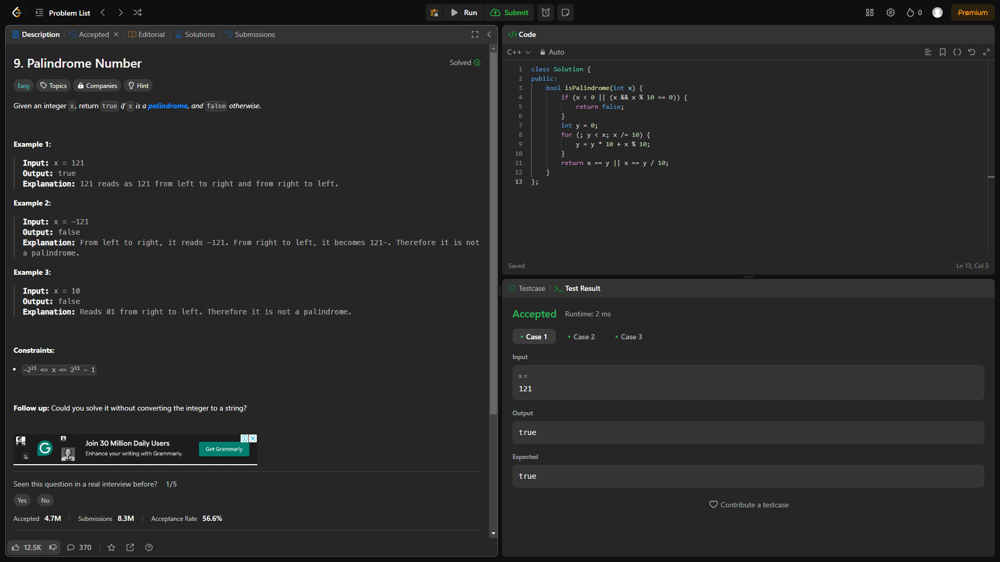 Problem List
Run
Submit
0
Premium
Description
Accepted
Editorial
Solutions
Submissions
9. Palindrome Number
Solved
Easy
Topics
Companies
Hint
Given an integer x, return true if x is a palindrome, and false otherwise.
Example 1:
Input: x = 121
Output: true
Explanation: 121 reads as 121 from left to right and from right to left.
Example 2:
Input: x = -121
Output: false
Explanation: From left to right, it reads -121. From right to left, it becomes 121-. Therefore it is not
a palindrome.
Example 3:
Input: x = 10
Output: false
Explanation: Reads 01 from right to left. Therefore it is not a palindrome.
Constraints:
-2³¹ <= x <= 2³¹ - 1
Follow up: Could you solve it without converting the integer to a string?
Join 30 Million Daily Users
Enhance your writing with Grammarly.
Get Grammarly
Seen this question in a real interview before? 1/5
Yes
No
Accepted 4.7M
Submissions 8.3M
Acceptance Rate 56.6%
12.5K
370
Code
C++
Auto
1 class Solution {
2 public:
3     bool isPalindrome(int x) {
4         if (x < 0 || (x && x % 10 == 0)) {
5             return false;
6         }
7         int y = 0;
8         for (; y < x; x /= 10) {
9             y = y * 10 + x % 10;
10         }
11         return x == y || x == y / 10;
12     }
13 };
Saved
Ln 13, Col 3
Testcase
Test Result
Accepted
Runtime: 2 ms
Case 1
Case 2
Case 3
Input
x =
121
Output
true
Expected
true
Contribute a testcase